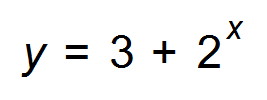 y = 3 + 2^x